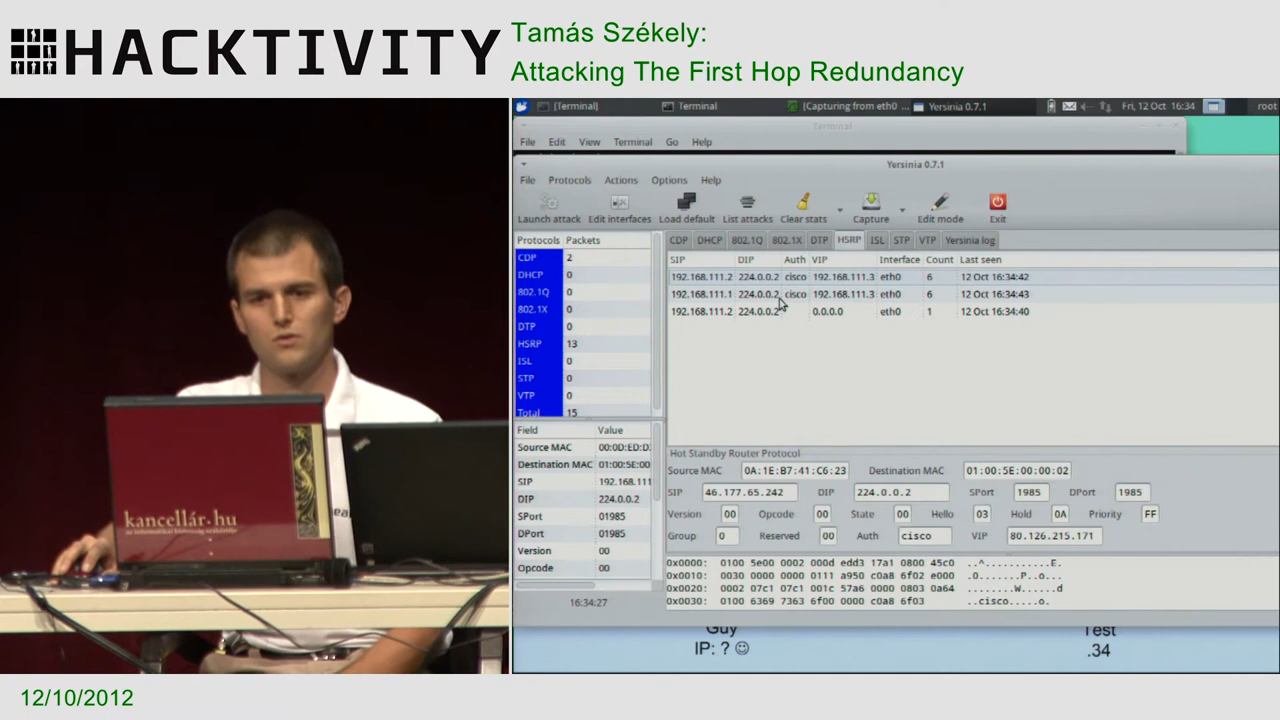 HACKTIVITY
Tamás Székely:
Attacking The First Hop Redundancy
[Terminal] Terminal [Capturing from eth0 ... Yersinia 0.7.1 Fri, 12 Oct 16:34 root
Terminal
File Edit View Terminal Go Help
Yersinia 0.7.1
File Protocols Actions Options Help
Launch attack Edit interfaces Load default List attacks Clear stats Capture Edit mode Exit
Protocols Packets
CDP 2
DHCP 0
802.1Q 0
802.1X 0
DTP 0
HSRP 13
ISL 0
STP 0
VTP 0
Total 15
CDP DHCP 802.1Q 802.1X DTP HSRP ISL STP VTP Yersinia log
SIP DIP Auth VIP Interface Count Last seen
192.168.111.2 224.0.0.2 cisco 192.168.111.3 eth0 6 12 Oct 16:34:42
192.168.111.1 224.0.0.2 cisco 192.168.111.3 eth0 6 12 Oct 16:34:43
192.168.111.2 224.0.0.2 0.0.0.0 eth0 1 12 Oct 16:34:40
Field Value
Source MAC 00:0D:ED:D
Destination MAC 01:00:5E:00
SIP 192.168.111
DIP 224.0.0.2
SPort 01985
DPort 01985
Version 00
Opcode 00
16:34:27
Hot Standby Router Protocol
Source MAC 0A:1E:B7:41:C6:23 Destination MAC 01:00:5E:00:00:02
SIP 46.177.65.242 DIP 224.0.0.2 SPort 1985 DPort 1985
Version 00 Opcode 00 State 00 Hello 03 Hold 0A Priority FF
Group 0 Reserved 00 Auth cisco VIP 80.126.215.171
0x0000: 0100 5e00 0002 000d edd3 17a1 0800 45c0 ..^...........E.
0x0010: 0030 0000 0000 0111 a950 c0a8 6f02 e000 .0.......P..o...
0x0020: 0002 07c1 07c1 001c 57a6 0000 0803 0a64 ........W......d
0x0030: 0100 6369 7363 6f00 0000 c0a8 6f03 ..cisco.....o.
Guy
IP: ? ☺
Test
.34
kancellár.hu
12/10/2012